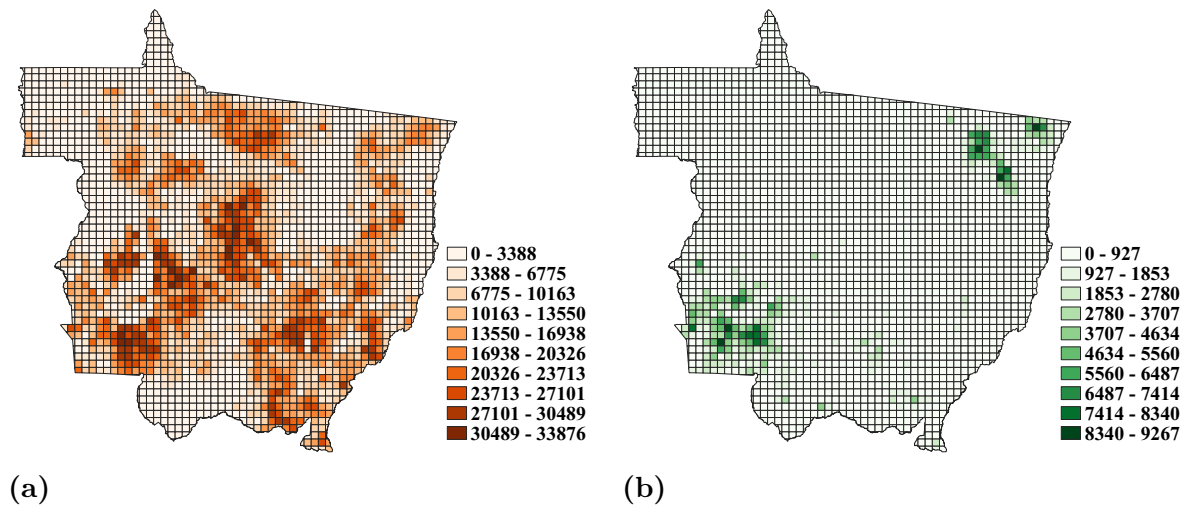 0 - 3388
3388 - 6775
6775 - 10163
10163 - 13550
13550 - 16938
16938 - 20326
20326 - 23713
23713 - 27101
27101 - 30489
30489 - 33876
(a)
0 - 927
927 - 1853
1853 - 2780
2780 - 3707
3707 - 4634
4634 - 5560
5560 - 6487
6487 - 7414
7414 - 8340
8340 - 9267
(b)